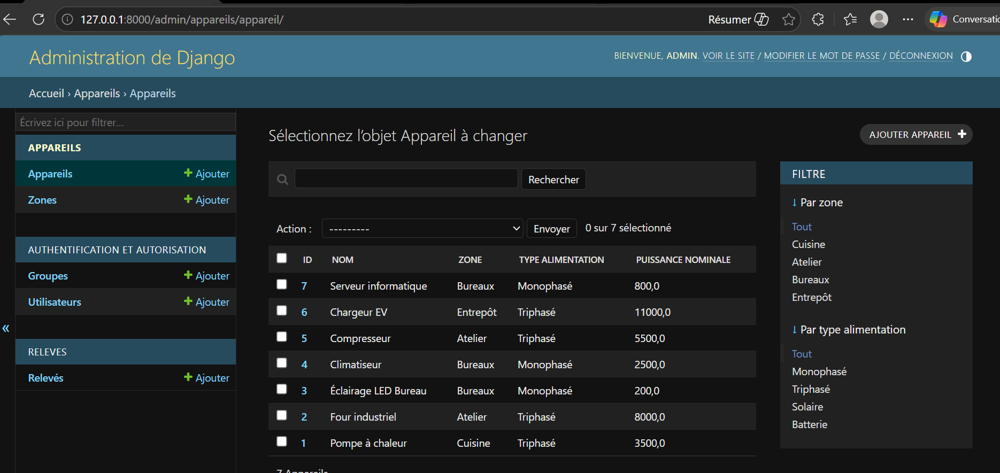 127.0.0.1:8000/admin/appareils/appareil/
Résumer
Conversatio
Administration de Django
BIENVENUE, ADMIN. VOIR LE SITE / MODIFIER LE MOT DE PASSE / DÉCONNEXION
Accueil › Appareils › Appareils
Écrivez ici pour filtrer…
APPAREILS
Appareils Ajouter
Zones Ajouter
AUTHENTIFICATION ET AUTORISATION
Groupes Ajouter
Utilisateurs Ajouter
«
RELEVES
Relevés Ajouter
Sélectionnez l’objet Appareil à changer
AJOUTER APPAREIL
Rechercher
Action : --------- Envoyer 0 sur 7 sélectionné
ID NOM ZONE TYPE ALIMENTATION PUISSANCE NOMINALE
7 Serveur informatique Bureaux Monophasé 800,0
6 Chargeur EV Entrepôt Triphasé 11000,0
5 Compresseur Atelier Triphasé 5500,0
4 Climatiseur Bureaux Monophasé 2500,0
3 Éclairage LED Bureau Bureaux Monophasé 200,0
2 Four industriel Atelier Triphasé 8000,0
1 Pompe à chaleur Cuisine Triphasé 3500,0
7 Appareils
FILTRE
↓ Par zone
Tout
Cuisine
Atelier
Bureaux
Entrepôt
↓ Par type alimentation
Tout
Monophasé
Triphasé
Solaire
Batterie